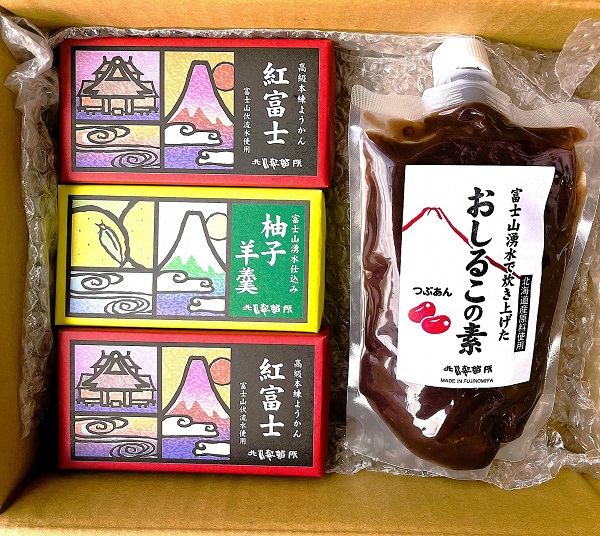 高級本練ようかん
紅富士
富士山伏流水使用
富士山湧水仕込み
柚子
羊羹
高級本練ようかん
紅富士
富士山伏流水使用
富士山湧水で炊き上げた
おしるこの素
北海道産原料使用
つぶあん
MADE IN FUJINOMIYA